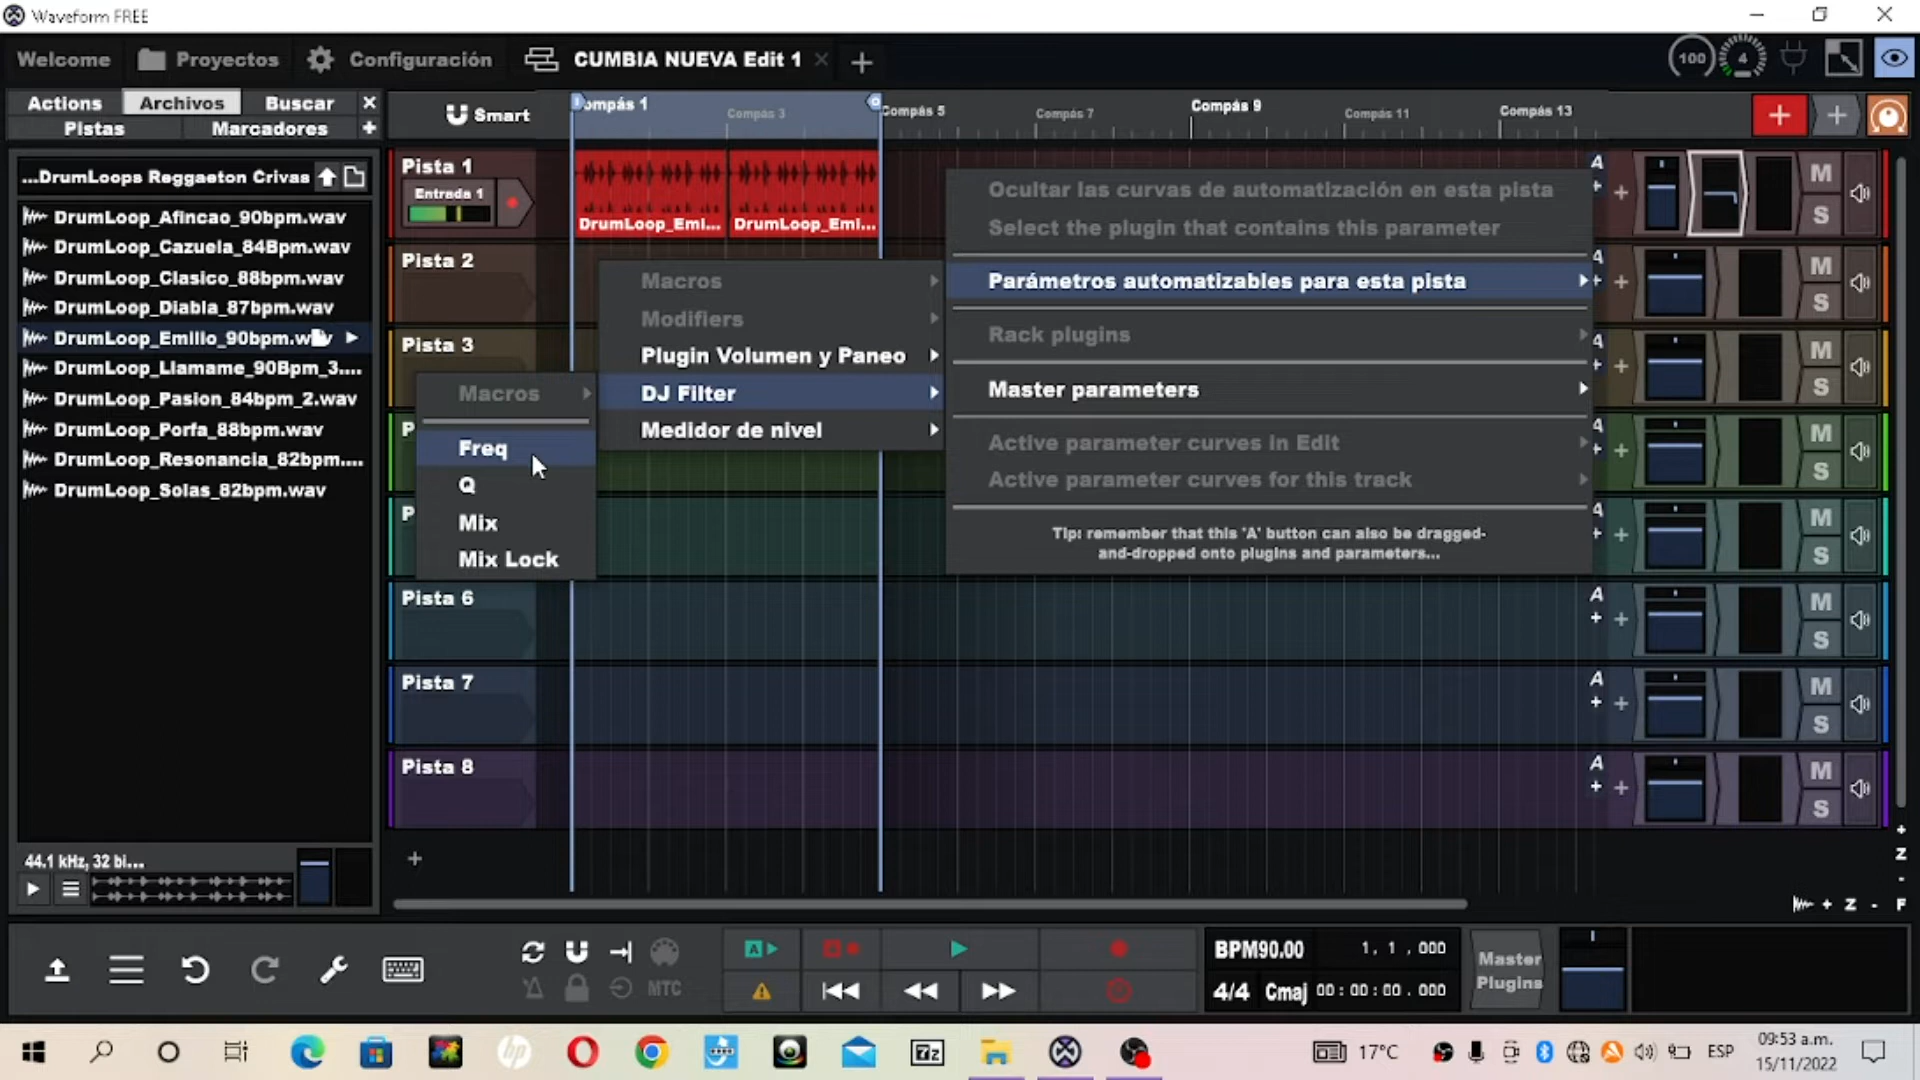 Waveform FREE
Welcome
Proyectos
Configuración
CUMBIA NUEVA Edit 1
100
4
Actions
Archivos
Buscar
Pistas
Marcadores
...DrumLoops Reggaeton Crivas
DrumLoop_Afincao_90bpm.wav
DrumLoop_Cazuela_84Bpm.wav
DrumLoop_Clasico_88bpm.wav
DrumLoop_Diabla_87bpm.wav
DrumLoop_Emilio_90bpm.w
DrumLoop_Llamame_90Bpm_3....
DrumLoop_Pasion_84bpm_2.wav
DrumLoop_Porfa_88bpm.wav
DrumLoop_Resonancia_82bpm....
DrumLoop_Solas_82bpm.wav
44.1 kHz, 32 bi...
Smart
ompás 1
Compás 3
Compás 5
Compás 7
Compás 9
Compás 11
Compás 13
Pista 1
Entrada 1
DrumLoop_Emi...
DrumLoop_Emi...
Pista 2
Pista 3
P
P
Pista 6
Pista 7
Pista 8
Ocultar las curvas de automatización en esta pista
Select the plugin that contains this parameter
Parámetros automatizables para esta pista
Rack plugins
Master parameters
Active parameter curves in Edit
Active parameter curves for this track
Tip: remember that this 'A' button can also be dragged-
and-dropped onto plugins and parameters...
Macros
Modifiers
Plugin Volumen y Paneo
DJ Filter
Medidor de nivel
Macros
Freq
Q
Mix
Mix Lock
A M S
A M S
A M S
A M S
A M S
A M S
A M S
A M S
Z
Z F
MTC
A
BPM90.00
1, 1 ,000
4/4
Cmaj
00:00:00.000
Master
Plugins
17°C
ESP
09:53 a.m.
15/11/2022
hp
7z